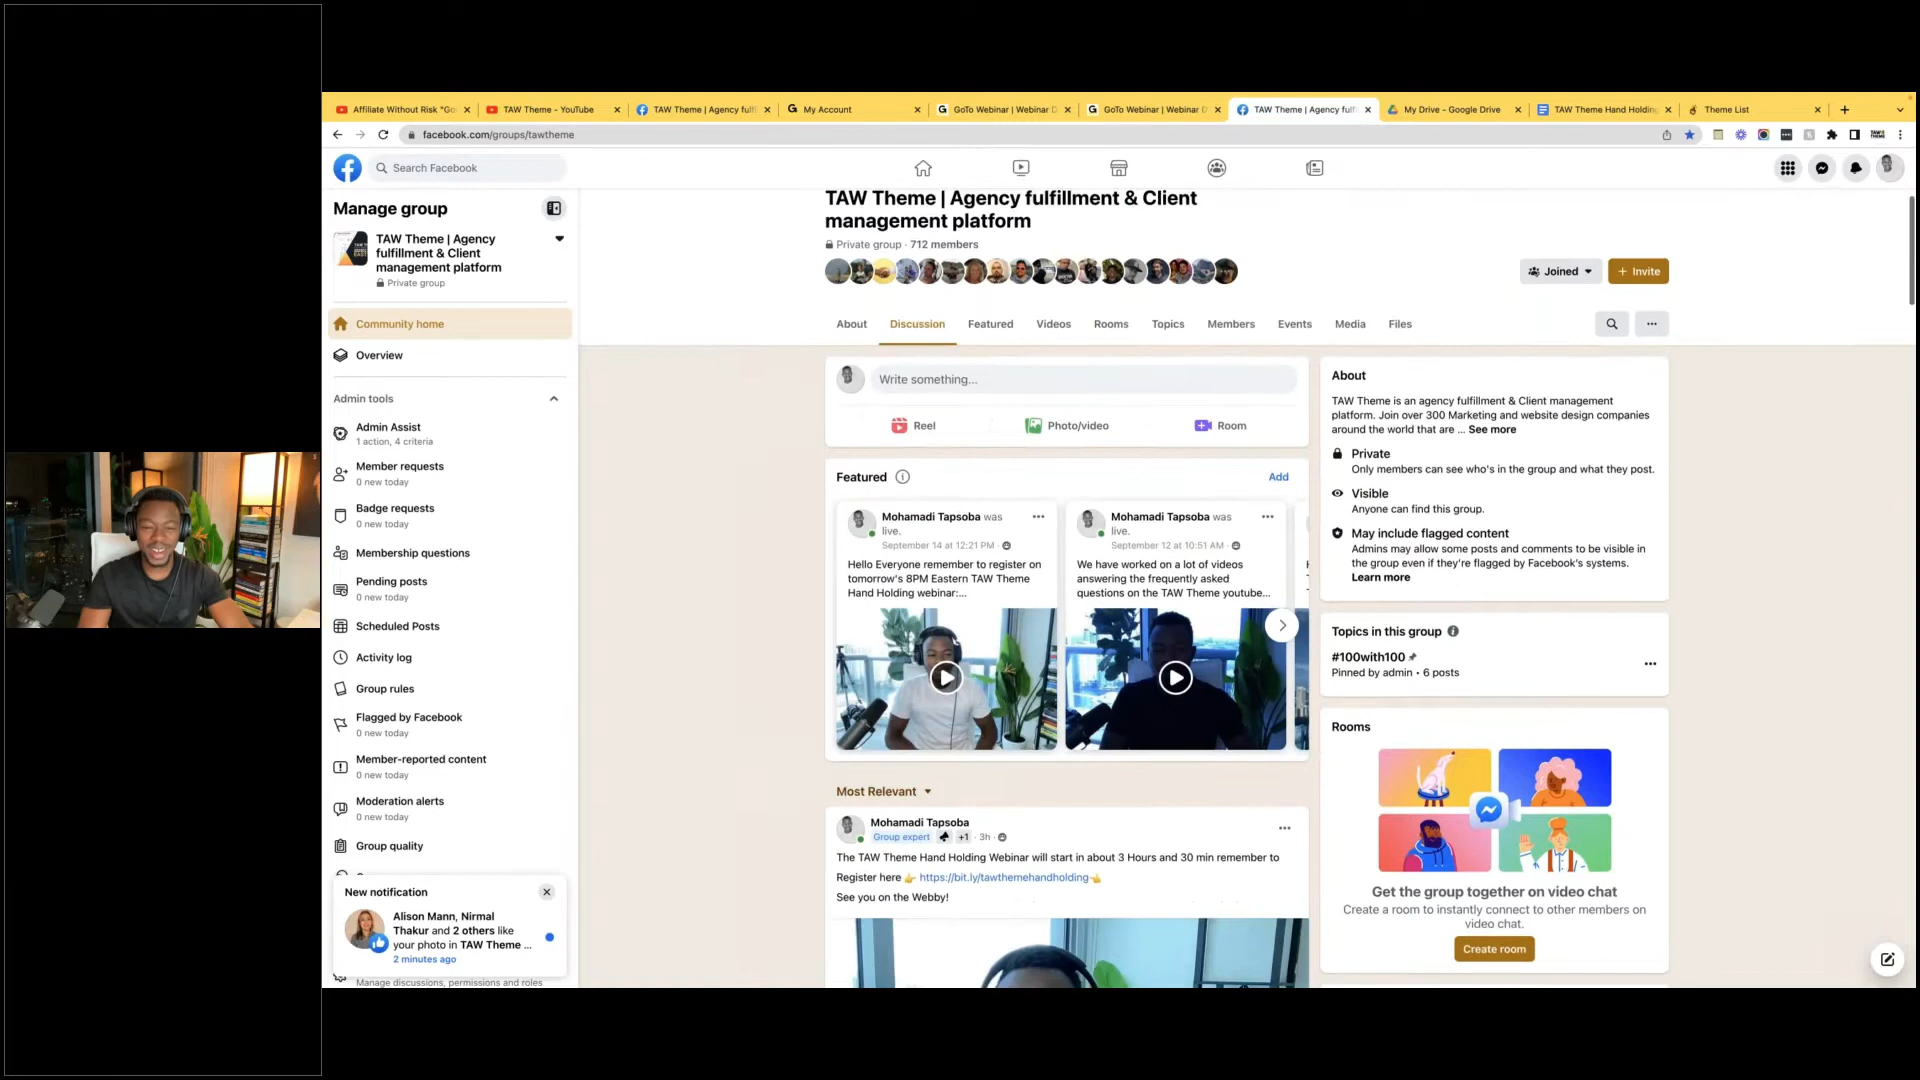 Affiliate Without Risk "Go
TAW Theme - YouTube
TAW Theme | Agency fulf
My Account
GoTo Webinar | Webinar D
GoTo Webinar | Webinar O
TAW Theme | Agency fulf
My Drive - Google Drive
TAW Theme Hand Holding
Theme List
facebook.com/groups/tawtheme
Search Facebook
Manage group
TAW Theme | Agency
fulfillment & Client
management platform
Private group
Community home
Overview
Admin tools
Admin Assist
1 action, 4 criteria
Member requests
0 new today
Badge requests
0 new today
Membership questions
Pending posts
0 new today
Scheduled Posts
Activity log
Group rules
Flagged by Facebook
0 new today
Member-reported content
0 new today
Moderation alerts
0 new today
Group quality
New notification
Alison Mann, Nirmal
Thakur and 2 others like
your photo in TAW Theme ...
2 minutes ago
Manage discussions, permissions and roles
TAW Theme | Agency fulfillment & Client
management platform
Private group · 712 members
Joined
+ Invite
About
Discussion
Featured
Videos
Rooms
Topics
Members
Events
Media
Files
Write something...
Reel
Photo/video
Room
Featured
Add
Mohamadi Tapsoba was
live.
September 14 at 12:21 PM ·
Hello Everyone remember to register on
tomorrow's 8PM Eastern TAW Theme
Hand Holding webinar:...
Mohamadi Tapsoba was
live.
September 12 at 10:51 AM ·
We have worked on a lot of videos
answering the frequently asked
questions on the TAW Theme youtube...
Most Relevant
Mohamadi Tapsoba
Group expert +1 · 3h ·
The TAW Theme Hand Holding Webinar will start in about 3 Hours and 30 min remember to
Register here 👉 https://bit.ly/tawthemehandholding 👈
See you on the Webby!
About
TAW Theme is an agency fulfillment & Client management
platform. Join over 300 Marketing and website design companies
around the world that are ... See more
Private
Only members can see who's in the group and what they post.
Visible
Anyone can find this group.
May include flagged content
Admins may allow some posts and comments to be visible in
the group even if they're flagged by Facebook's systems.
Learn more
Topics in this group
#100with100
Pinned by admin • 6 posts
Rooms
Get the group together on video chat
Create a room to instantly connect to other members on
video chat.
Create room